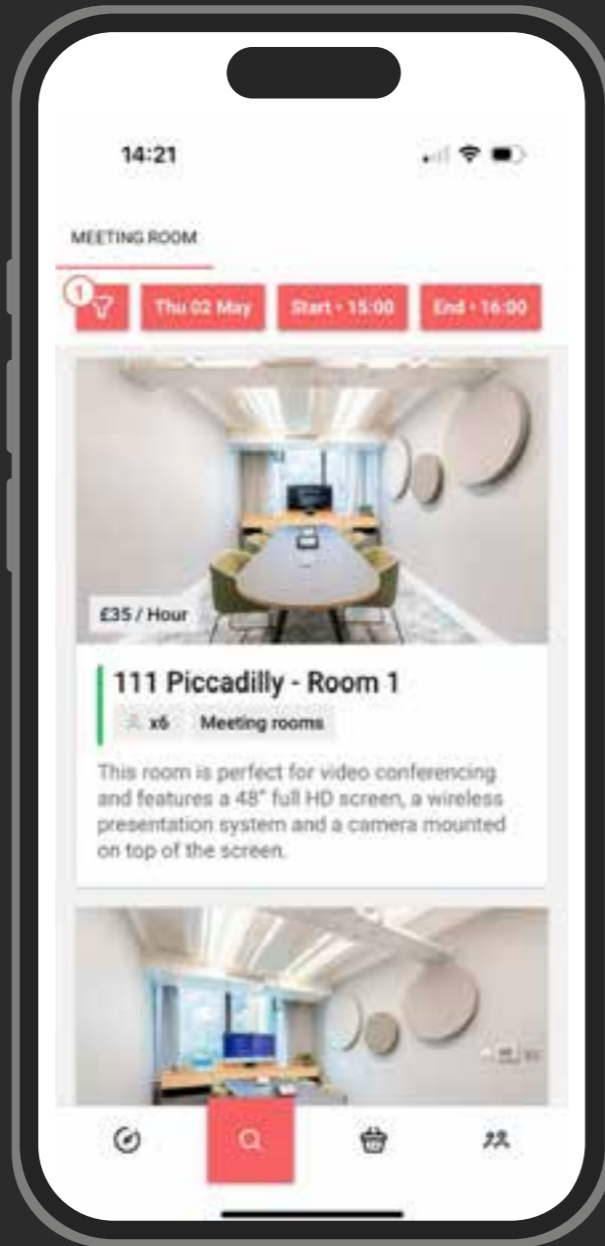 14:21
MEETING ROOM
1
Thu 02 May Start • 15:00 End • 16:00
£35 / Hour
111 Piccadilly - Room 1
x6 Meeting rooms
This room is perfect for video conferencing
and features a 48" full HD screen, a wireless
presentation system and a camera mounted
on top of the screen.